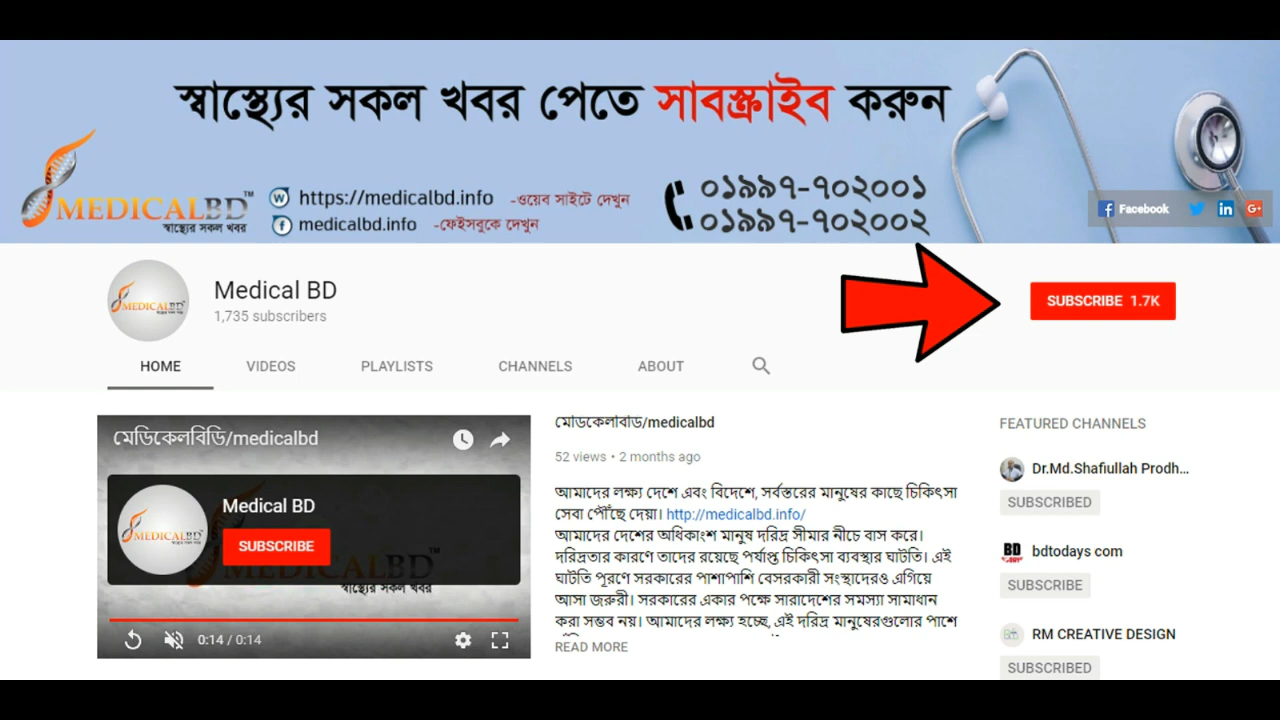 স্বাস্থ্যের সকল খবর পেতে সাবস্ক্রাইব করুন
MEDICALBD™
স্বাস্থ্যের সকল খবর
https://medicalbd.info -ওয়েব সাইটে দেখুন
medicalbd.info -ফেইসবুকে দেখুন
০১৯৯৭-৭০২০০১
০১৯৯৭-৭০২০০২
Facebook
Medical BD
1,735 subscribers
SUBSCRIBE 1.7K
HOME VIDEOS PLAYLISTS CHANNELS ABOUT
মেডিকেলবিডি/medicalbd
Medical BD
SUBSCRIBE
MEDICALBD™
স্বাস্থ্যের সকল খবর
0:14 / 0:14
মেডিকেলবিডি/medicalbd
52 views • 2 months ago
আমাদের লক্ষ্য দেশে এবং বিদেশে, সর্বস্তরের মানুষের কাছে চিকিৎসা
সেবা পৌঁছে দেয়া। http://medicalbd.info/
আমাদের দেশের অধিকাংশ মানুষ দরিদ্র সীমার নীচে বাস করে।
দরিদ্রতার কারণে তাদের রয়েছে পর্যাপ্ত চিকিৎসা ব্যবস্থার ঘাটতি। এই
ঘাটতি পূরণে সরকারের পাশাপাশি বেসরকারী সংস্থাদেরও এগিয়ে
আসা জরুরী। সরকারের একার পক্ষে সারাদেশের সমস্যা সামাধান
করা সম্ভব নয়। আমাদের লক্ষ্য হচ্ছে, এই দরিদ্র মানুষেরগুলোর পাশে
READ MORE
FEATURED CHANNELS
Dr.Md.Shafiullah Prodh...
SUBSCRIBED
bdtodays com
SUBSCRIBE
RM CREATIVE DESIGN
SUBSCRIBED